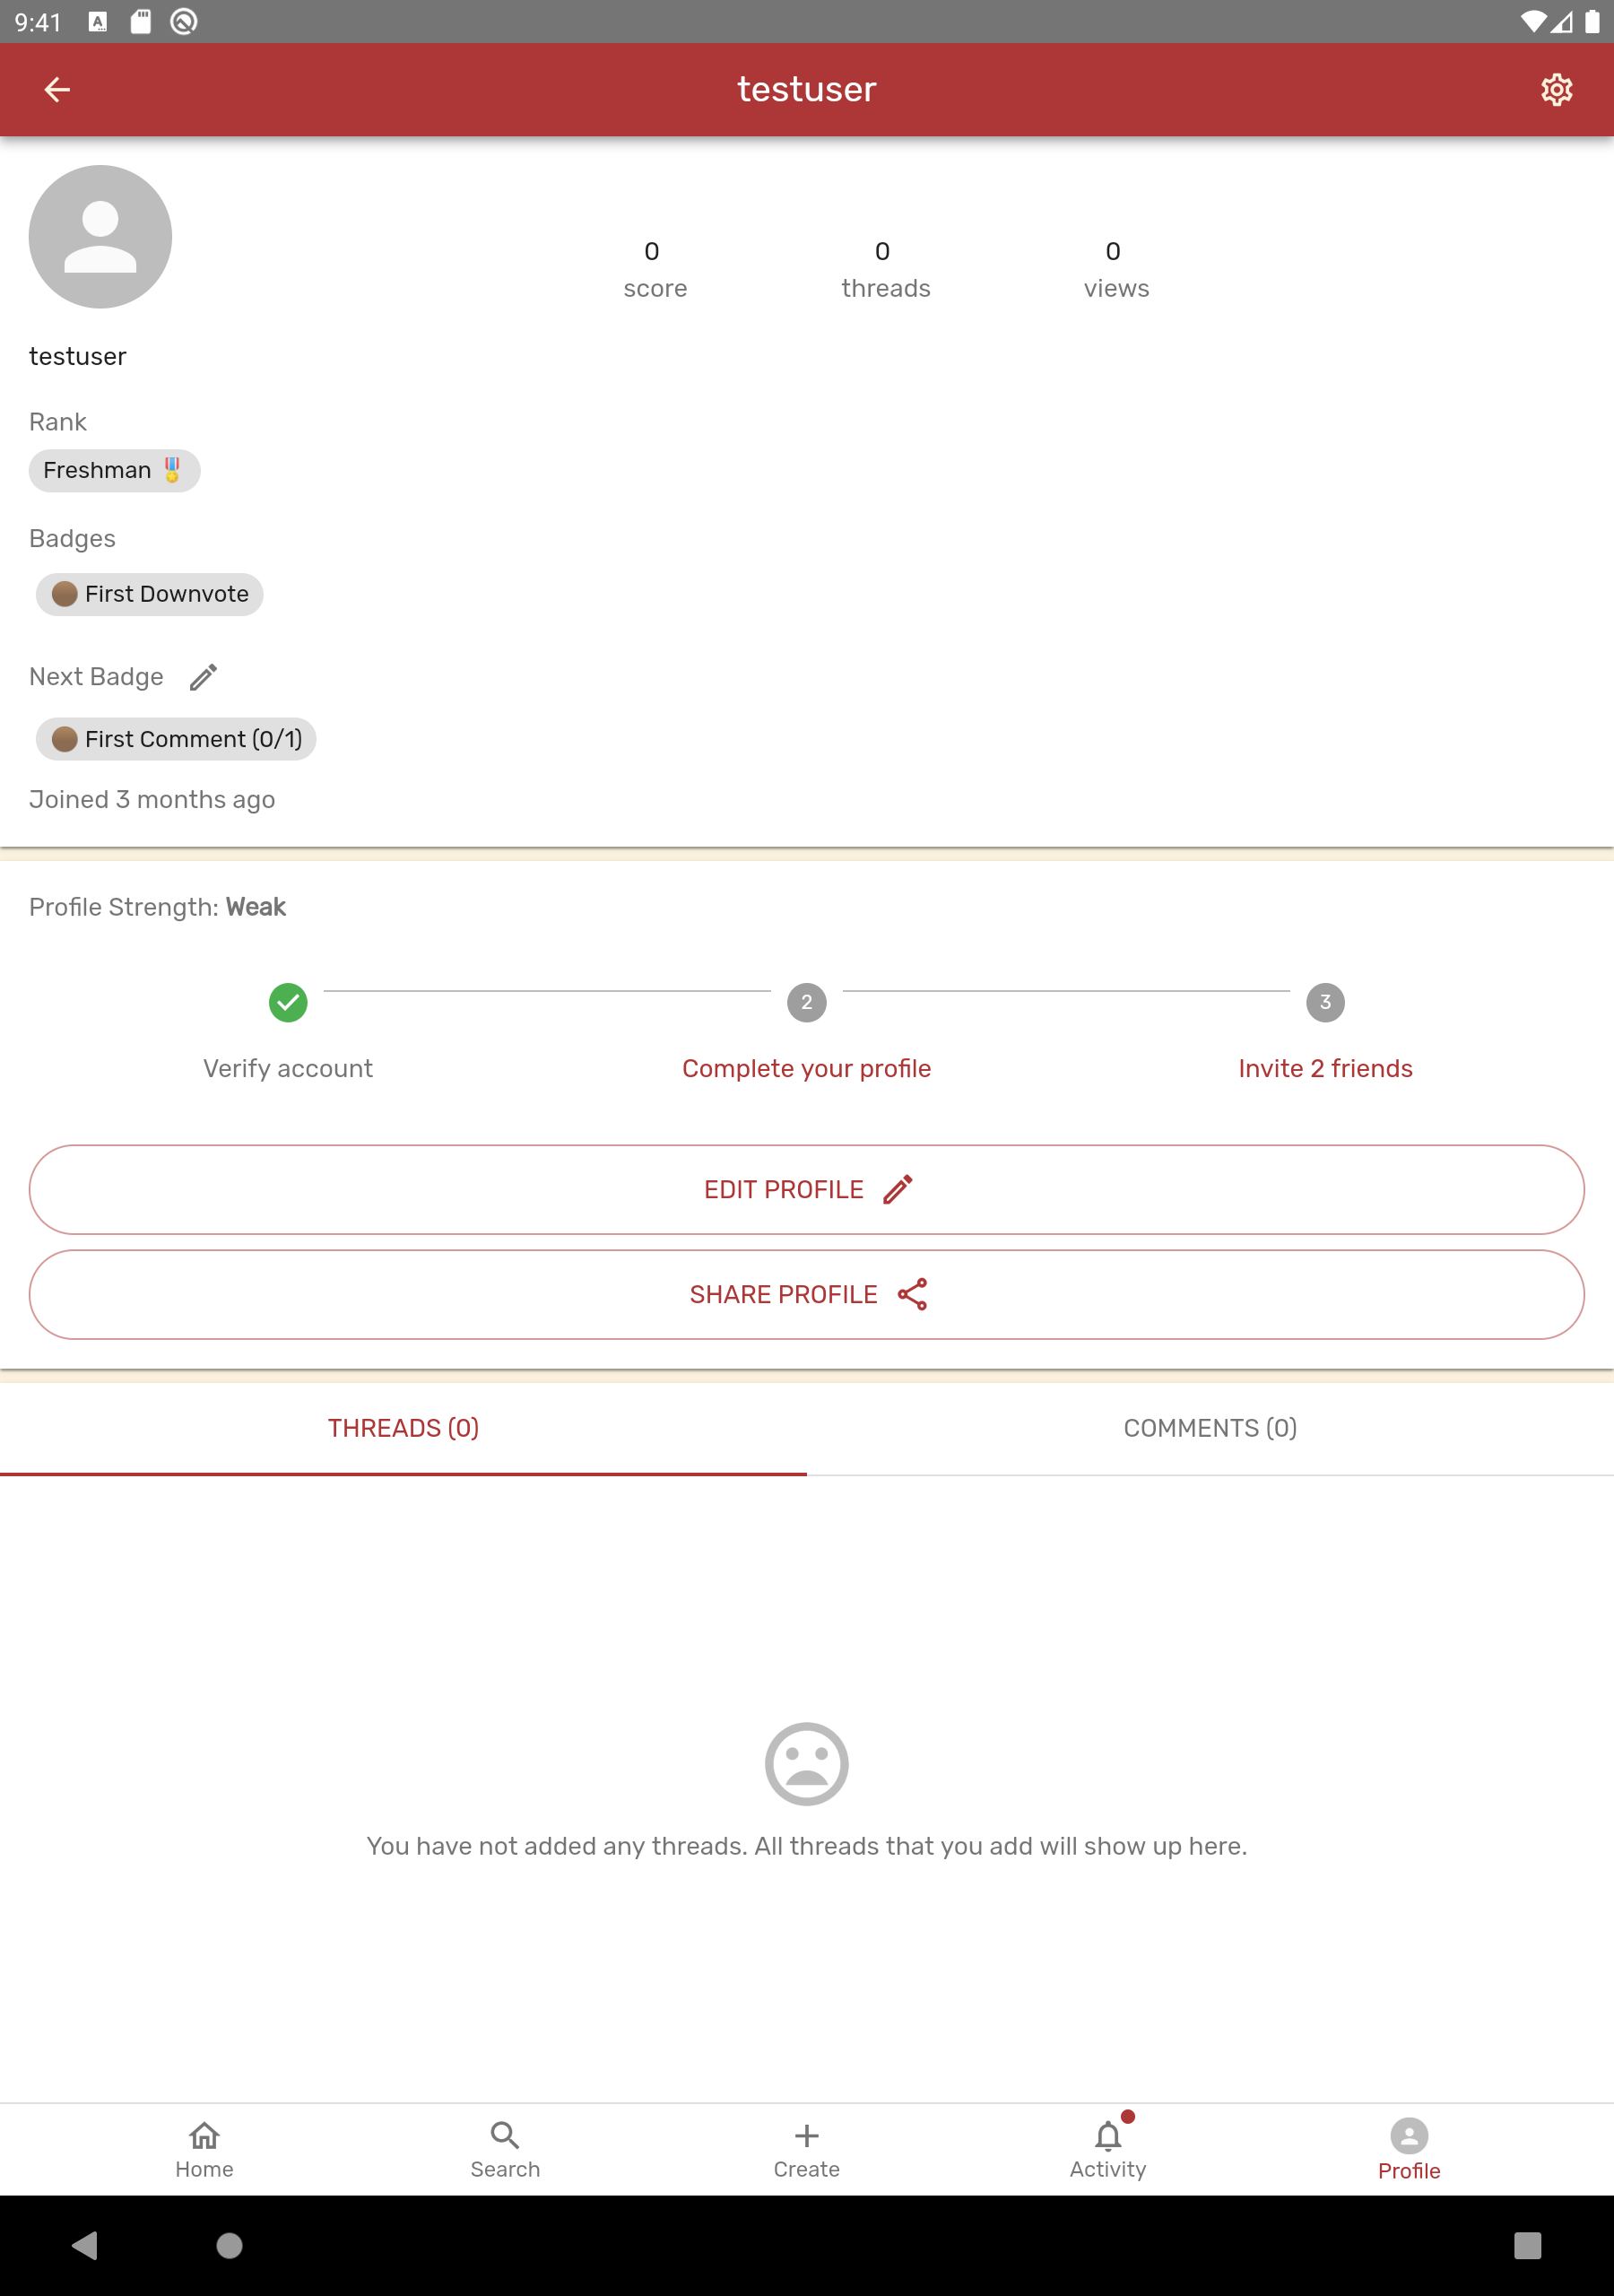 9:41
testuser
0
score
0
threads
0
views
testuser
Rank
Freshman
Badges
First Downvote
Next Badge
First Comment (0/1)
Joined 3 months ago
Profile Strength: Weak
2
3
Verify account
Complete your profile
Invite 2 friends
EDIT PROFILE
SHARE PROFILE
THREADS (0)
COMMENTS (0)
You have not added any threads. All threads that you add will show up here.
Home
Search
Create
Activity
Profile